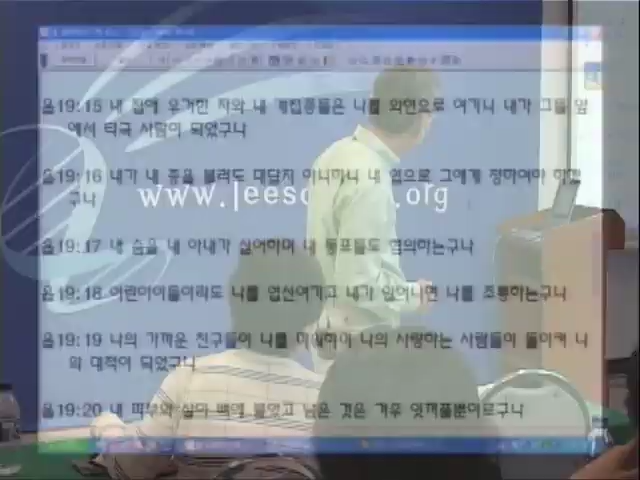 욥19:15 내 집에 우거한 자와 내 계집종들은 나를 외인으로 여기니 내가 그들 앞
에서 타국 사람이 되었구나
욥19:16 내가 내 종을 불러도 대답지 아니하니 내 입으로 그에게 청하여야 하겠
구나
욥19:17 내 숨을 내 아내가 싫어하며 내 동포들도 혐의하는구나
욥19:18 어린아이들이라도 나를 업신여기고 내가 일어나면 나를 조롱하는구나
욥19:19 나의 가까운 친구들이 나를 미워하며 나의 사랑하는 사람들이 돌이켜 나
의 대적이 되었구나
욥19:20 내 피부와 살이 뼈에 붙었고 남은 것은 겨우 잇꺼풀뿐이로구나